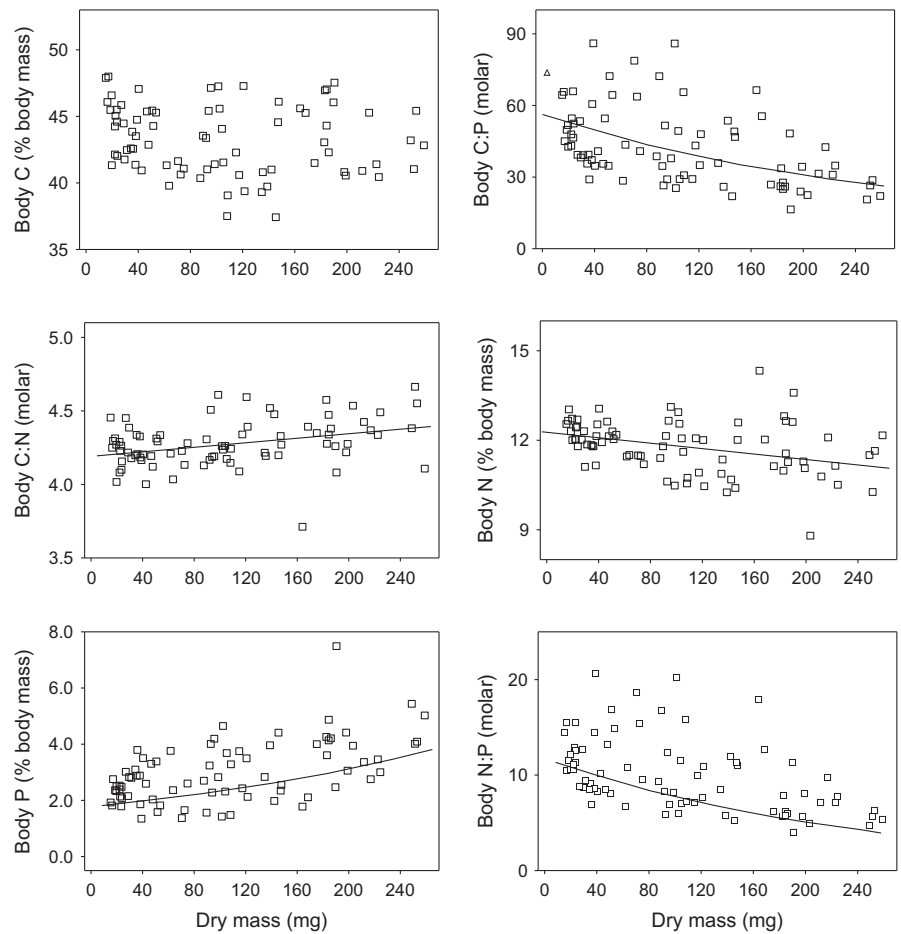 Body C (% body mass)
50
45
40
35
0 40 80 120 160 200 240
Body C:P (molar)
90
60
30
0
0 40 80 120 160 200 240
Body C:N (molar)
5.0
4.5
4.0
3.5
0 40 80 120 160 200 240
Body N (% body mass)
15
12
9
0 40 80 120 160 200 240
Body P (% body mass)
8.0
6.0
4.0
2.0
0.0
0 40 80 120 160 200 240
Dry mass (mg)
Body N:P (molar)
20
10
0
0 40 80 120 160 200 240
Dry mass (mg)